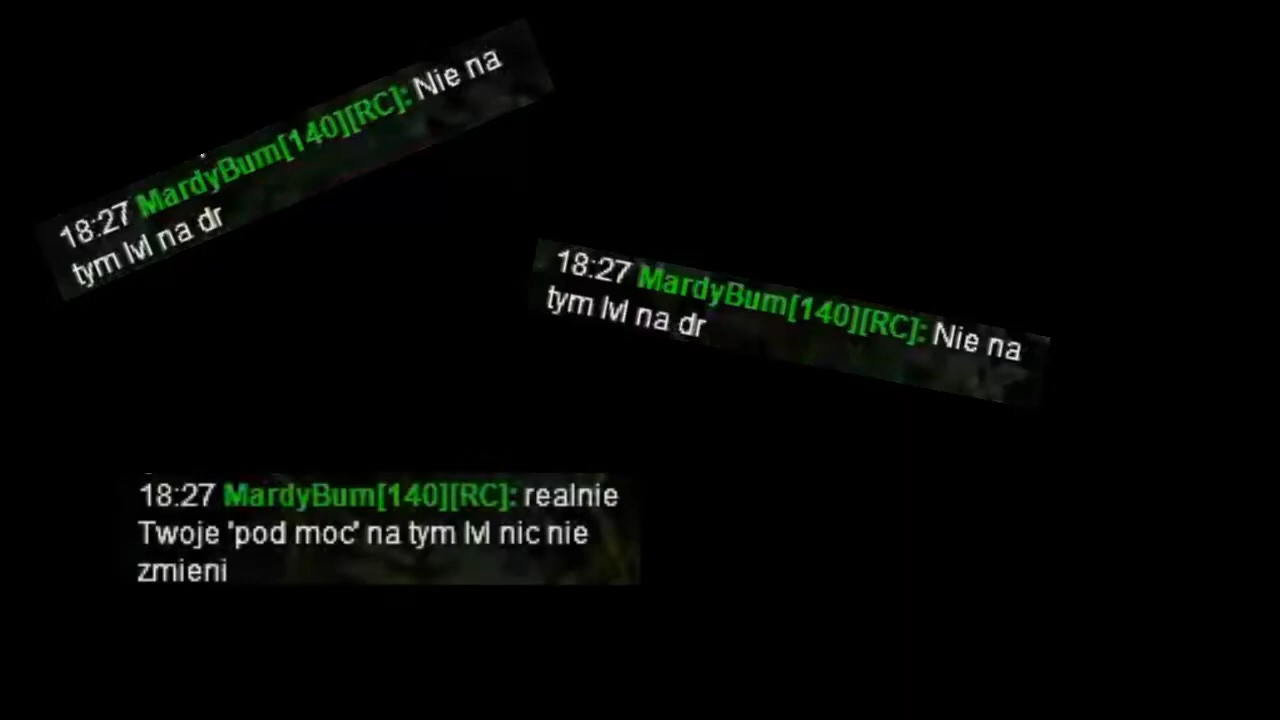 18:27 MardyBum[140][RC]: Nie na
tym lvl na dr
18:27 MardyBum[140][RC]: Nie na
tym lvl na dr
18:27 MardyBum[140][RC]: realnie
Twoje 'pod moc' na tym lvl nic nie
zmieni